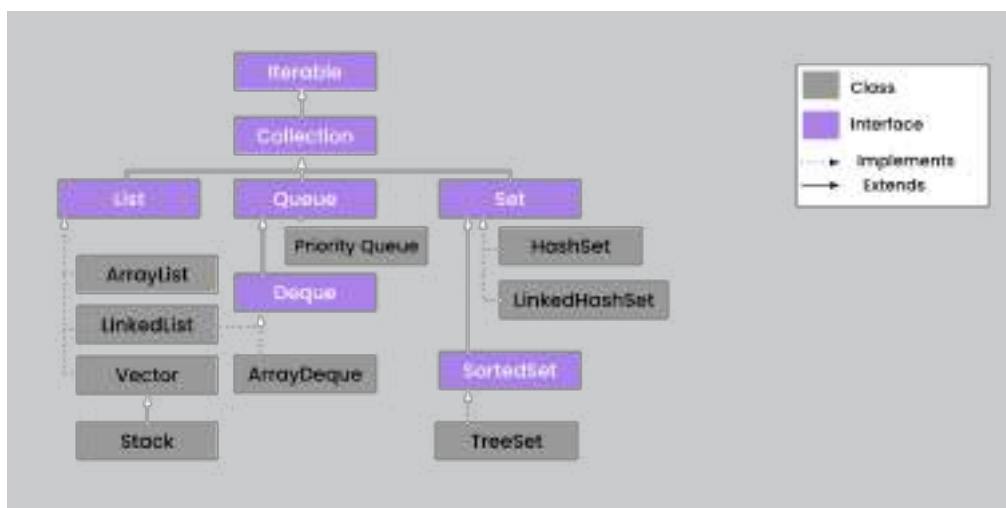 Iterable
Collection
List
Queue
Set
Priority Queue
HashSet
ArrayList
Deque
LinkedHashSet
LinkedList
Vector
ArrayDeque
SortedSet
Stack
TreeSet
Class
Interface
Implements
Extends